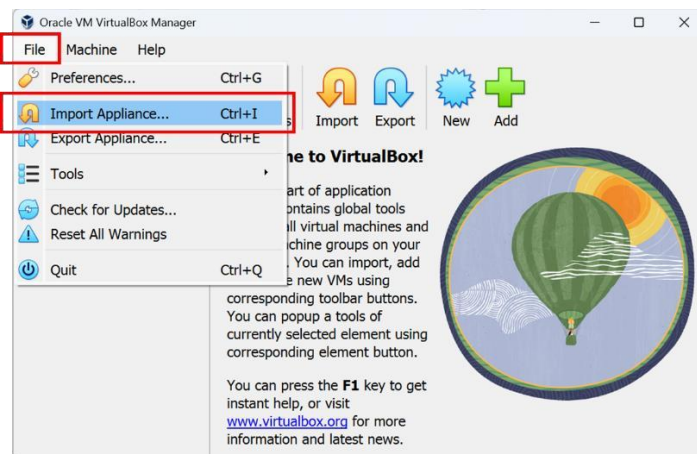 Oracle VM VirtualBox Manager
File Machine Help
Preferences... Ctrl+G
Import Appliance... Ctrl+I
Export Appliance... Ctrl+E
Tools
Check for Updates...
Reset All Warnings
Quit Ctrl+Q
Import Export New Add
to VirtualBox!
of application
global tools
virtual machines and
groups on your
You can import, add
new VMs using
corresponding toolbar buttons.
You can popup a tools of
currently selected element using
corresponding element button.
You can press the F1 key to get
instant help, or visit
www.virtualbox.org for more
information and latest news.